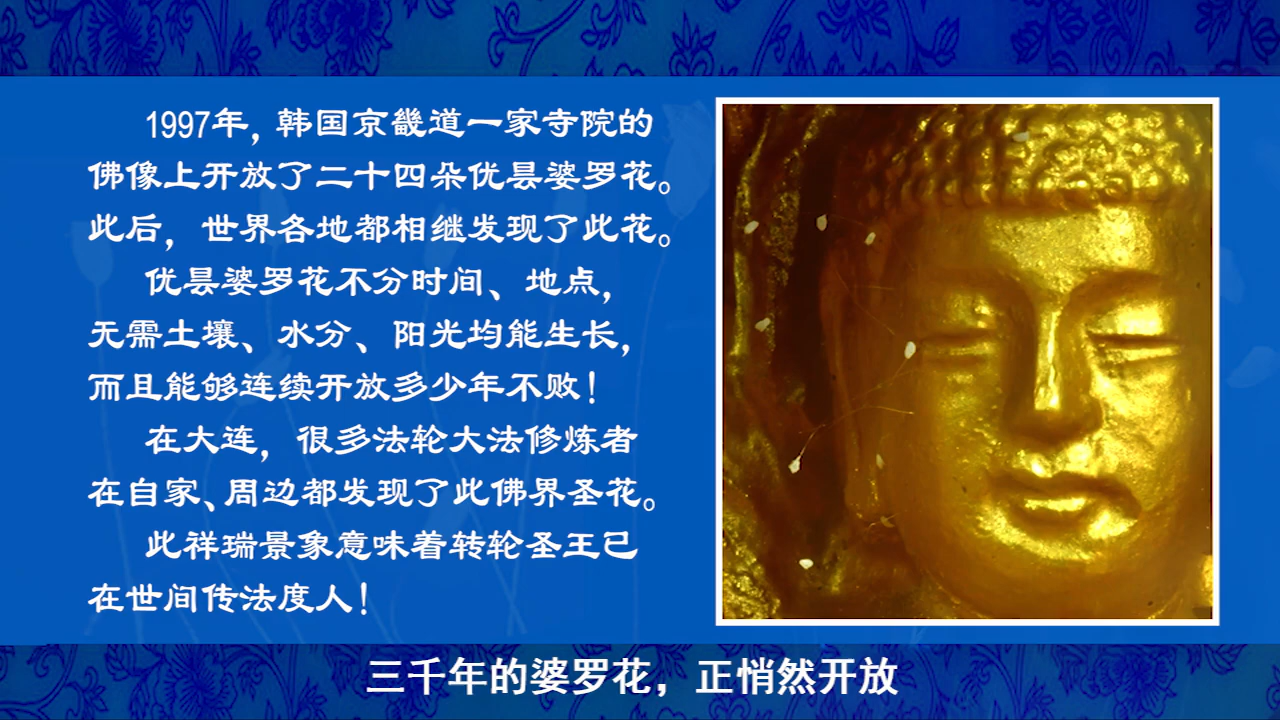 1997年，韩国京畿道一家寺院的
佛像上开放了二十四朵优昙婆罗花。
此后，世界各地都相继发现了此花。
优昙婆罗花不分时间、地点，
无需土壤、水分、阳光均能生长，
而且能够连续开放多少年不败！
在大连，很多法轮大法修炼者
在自家、周边都发现了此佛界圣花。
此祥瑞景象意味着转轮圣王已
在世间传法度人！
三千年的婆罗花，正悄然开放